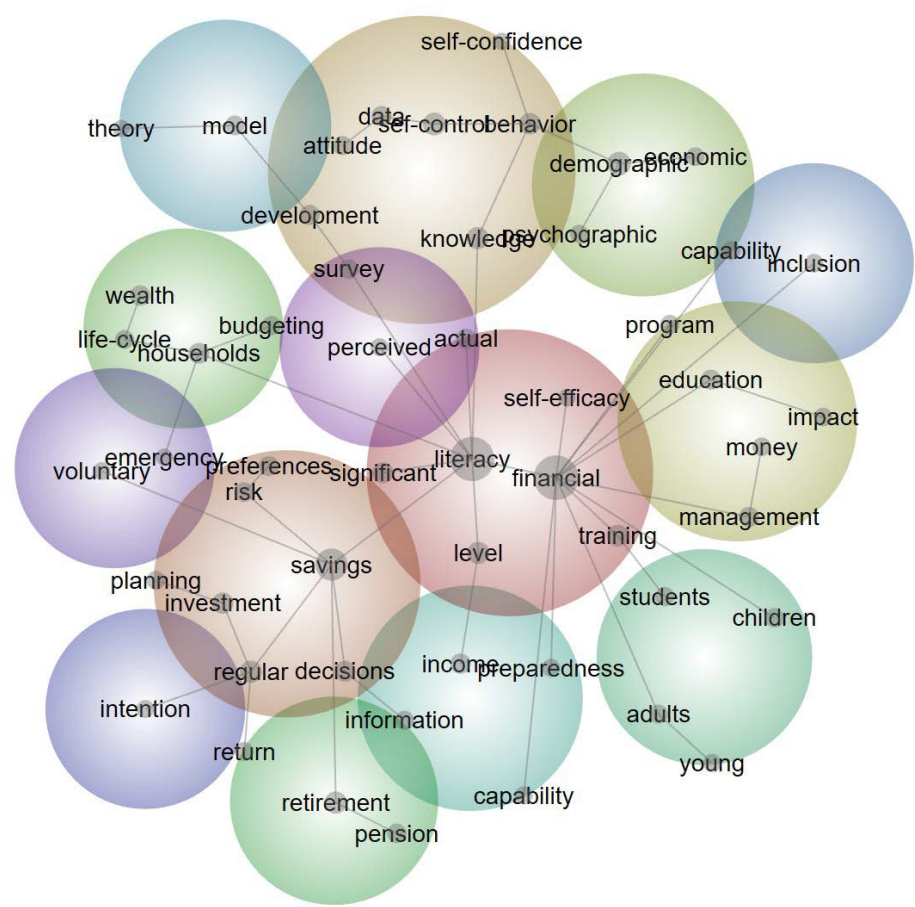 self-confidence
theory
model
data
sef-control
behavior
attitude
demographic
economic
development
knowledge
psychographic
survey
capability
inclusion
wealth
life-cycle
households
budgeting
perceived
actual
program
education
self-efficacy
impact
money
voluntary
emergency
preferences
significant
literacy
financial
risk
management
training
level
savings
planning
investment
students
children
regular
decisions
income
preparedness
intention
information
adults
return
young
retirement
capability
pension